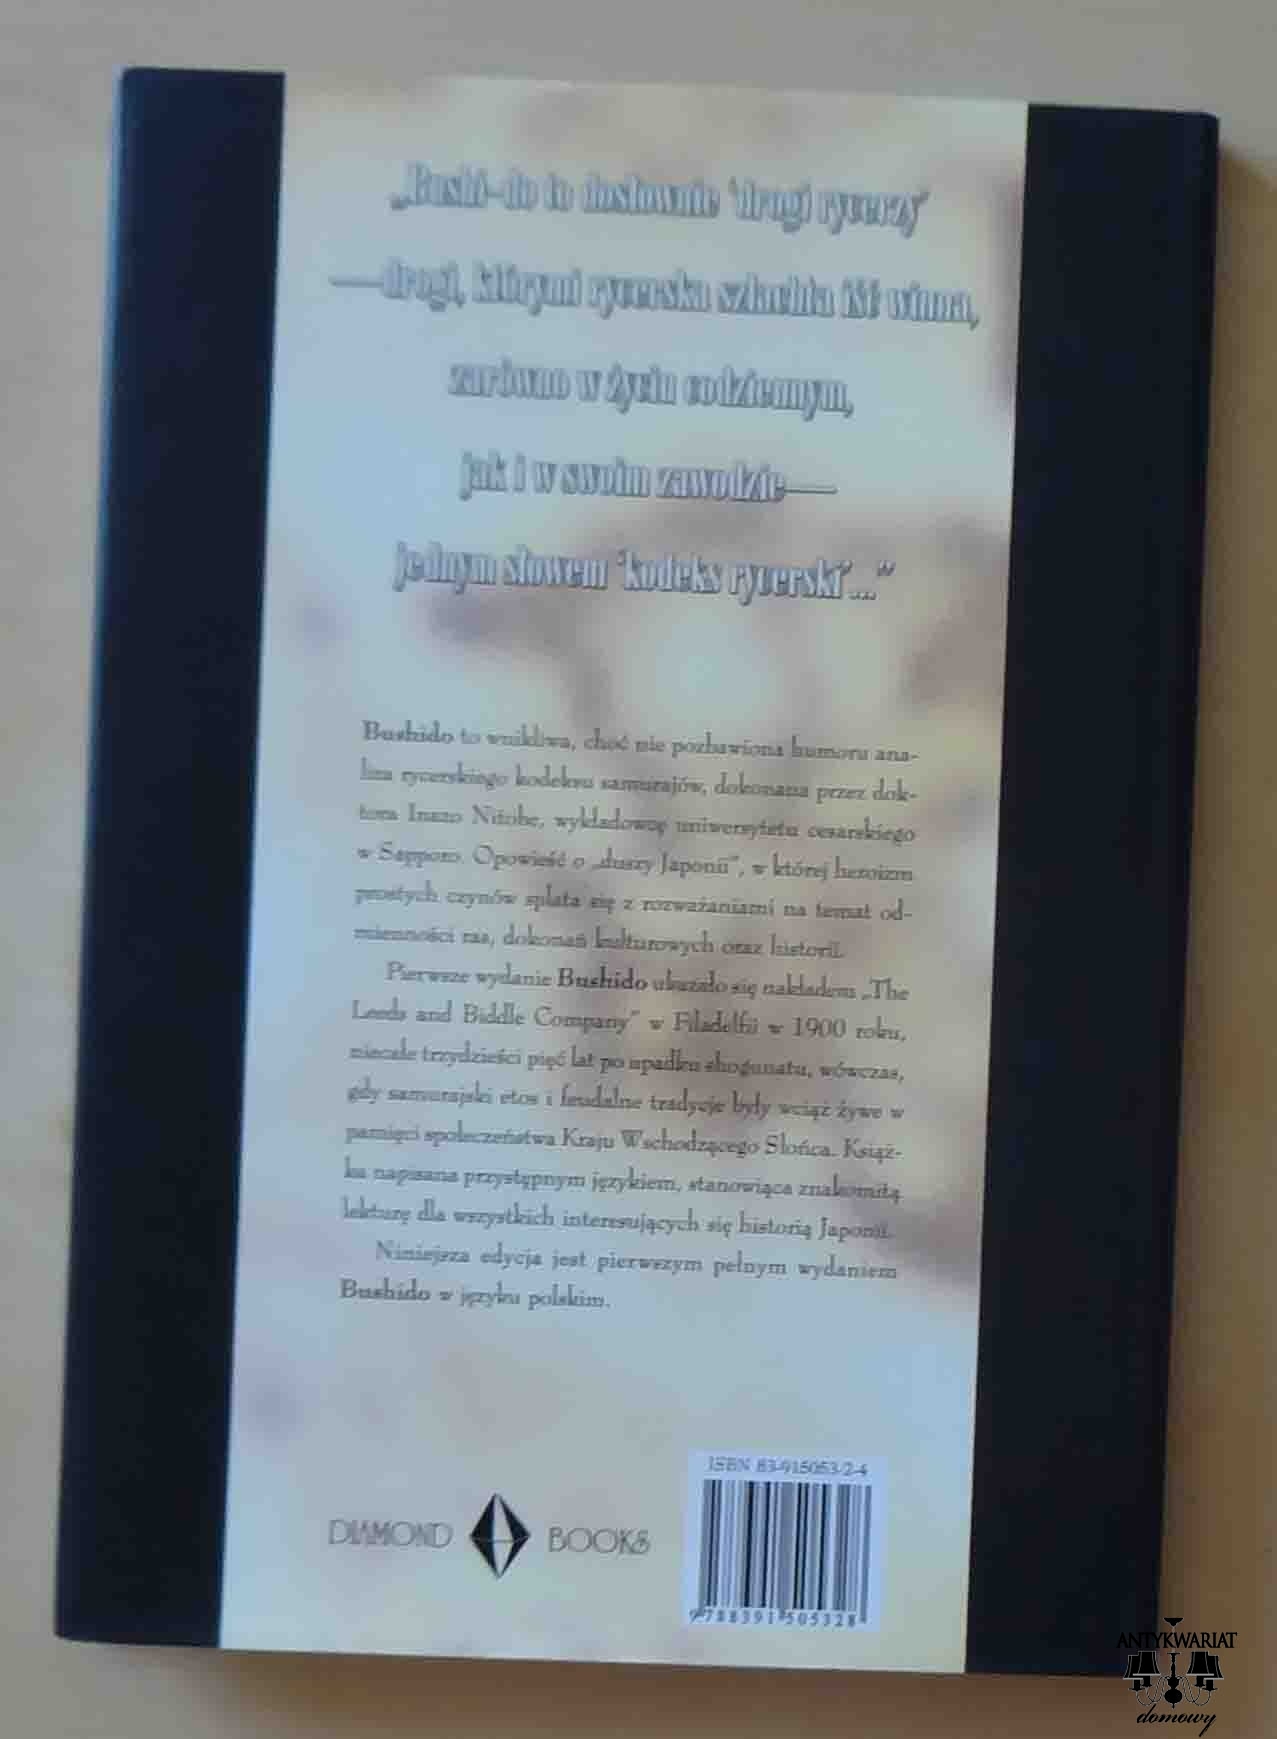 „Bushi-do to dosłownie 'drogi rycerzy'
—drogi, którymi rycerska szlachta iść winna,
zarówno w życiu codziennym,
jak i w swoim zawodzie—
jednym słowem 'kodeks rycerski'..."
Bushido to wnikliwa, choć nie pozbawiona humoru ana-
liza rycerskiego kodeksu samurajów, dokonana przez dok-
tora Inazo Nitobe, wykładowcę uniwersytetu cesarskiego
w Sapporo. Opowieść o „duszy Japonii", w której heroizm
prostych czynów splata się z rozważaniami na temat od-
mienności ras, dokonań kulturowych oraz historii.
Pierwsze wydanie Bushido ukazało się nakładem „The
Leeds and Biddle Company" w Filadelfii w 1900 roku,
niecałe trzydzieści pięć lat po upadku shogunatu, wówczas,
gdy samurajski etos i feudalne tradycje były wciąż żywe w
pamięci społeczeństwa Kraju Wschodzącego Słońca. Książ-
ka napisana przystępnym językiem, stanowiąca znakomitą
lekturę dla wszystkich interesujących się historią Japonii.
Niniejsza edycja jest pierwszym pełnym wydaniem
Bushido w języku polskim.
ISBN 83-915053-2-4
DIAMOND BOOKS
9 788391 505328
ANTYKWARIAT
domowy